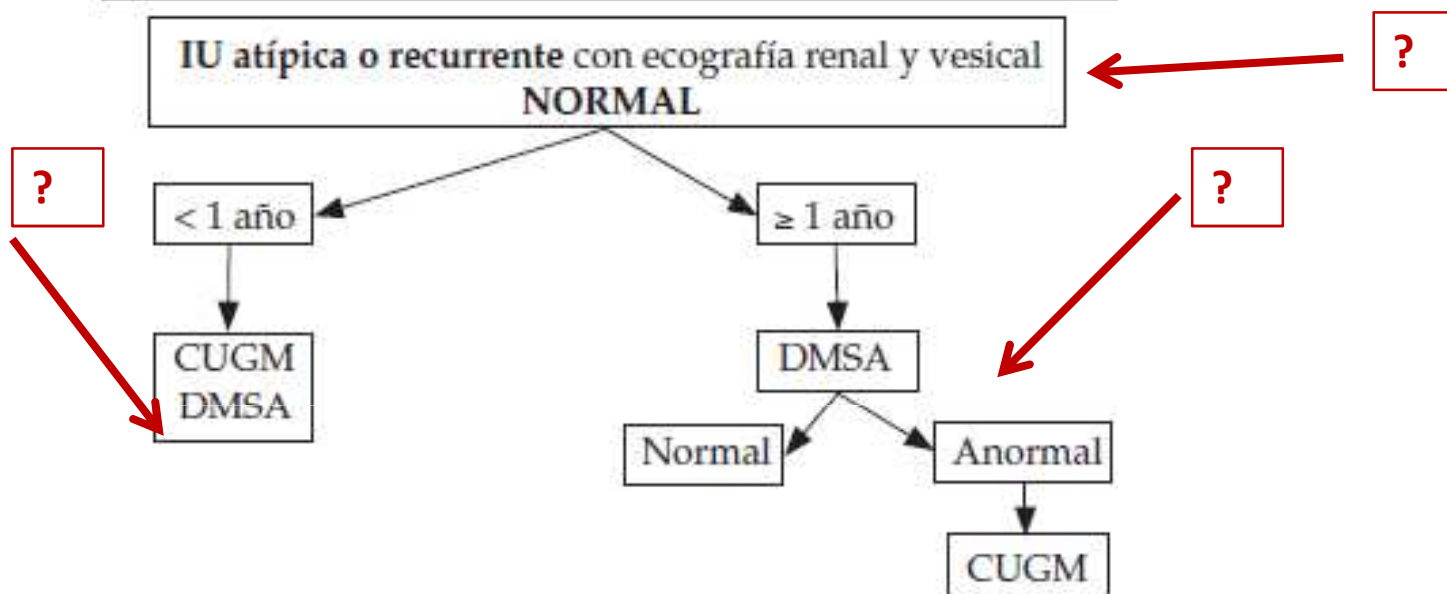 IU atípica o recurrente con ecografía renal y vesical
NORMAL
?
?
?
< 1 año
≥ 1 año
CUGM
DMSA
DMSA
Normal
Anormal
CUGM